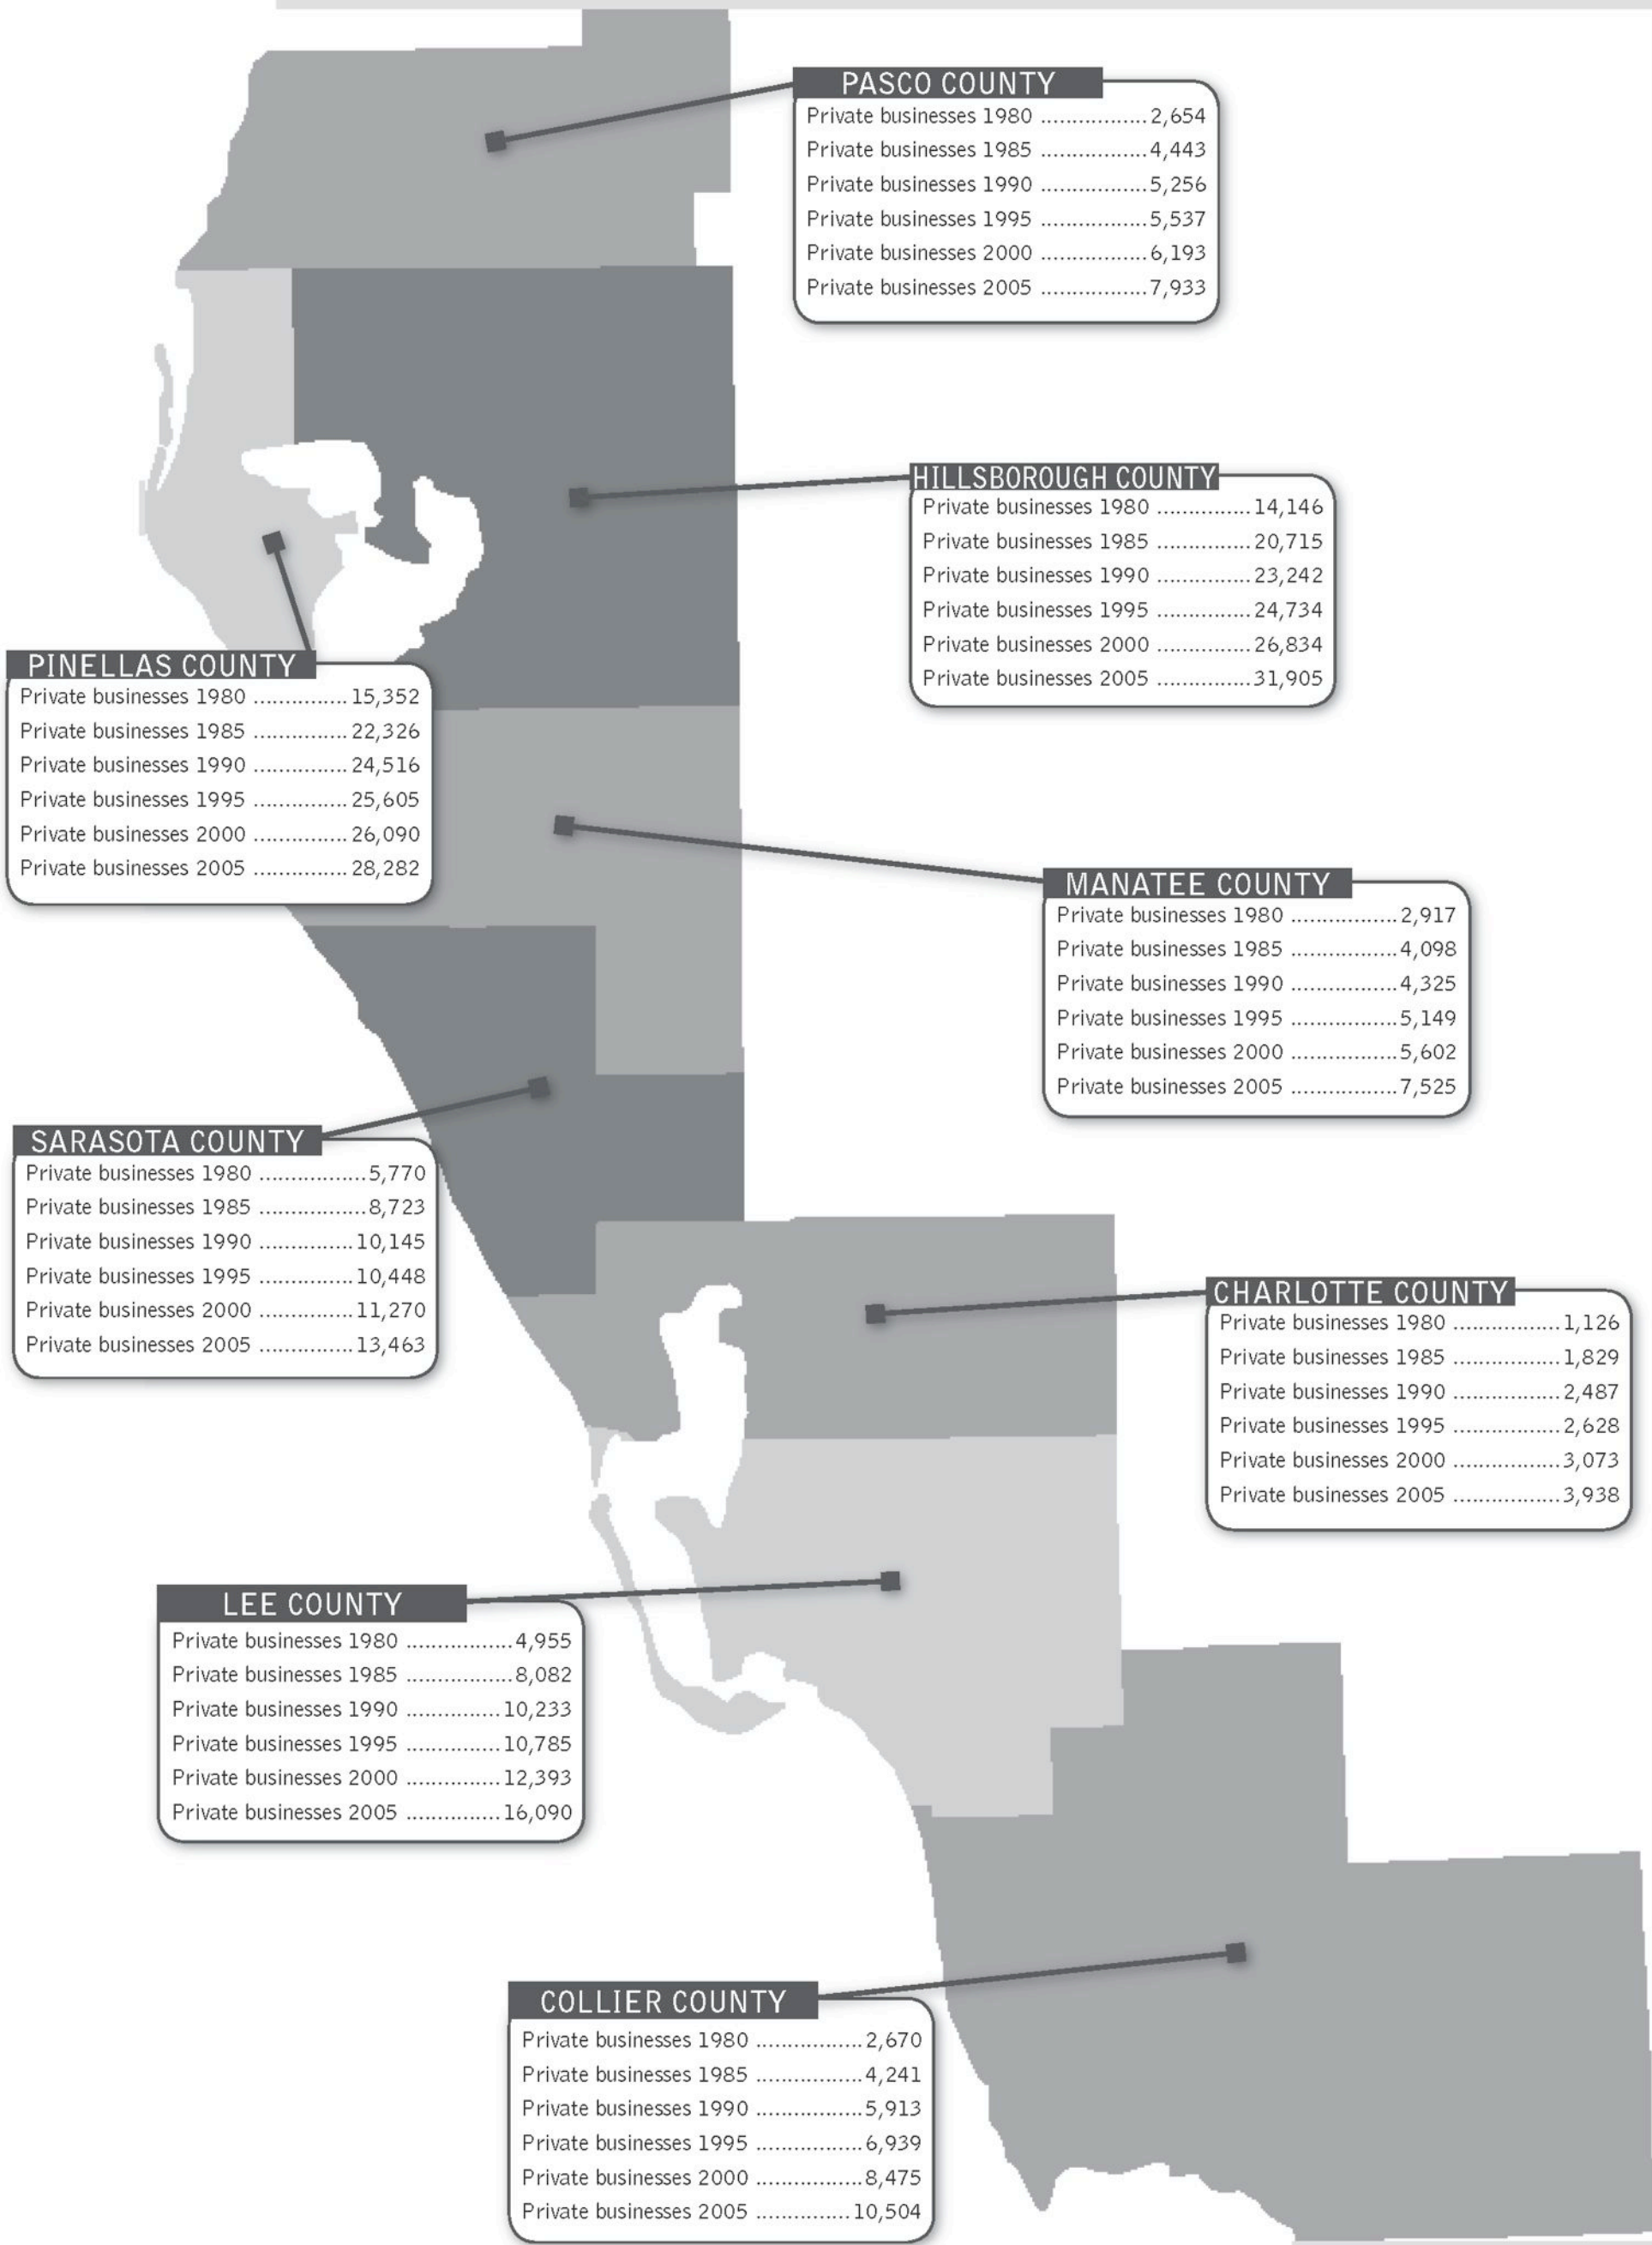 PASCO COUNTY
Private businesses 1980 .................2,654
Private businesses 1985 .................4,443
Private businesses 1990 .................5,256
Private businesses 1995 .................5,537
Private businesses 2000 .................6,193
Private businesses 2005 .................7,933
HILLSBOROUGH COUNTY
Private businesses 1980 ...............14,146
Private businesses 1985 ...............20,715
Private businesses 1990 ...............23,242
Private businesses 1995 ...............24,734
Private businesses 2000 ...............26,834
Private businesses 2005 ...............31,905
PINELLAS COUNTY
Private businesses 1980 ...............15,352
Private businesses 1985 ...............22,326
Private businesses 1990 ...............24,516
Private businesses 1995 ...............25,605
Private businesses 2000 ...............26,090
Private businesses 2005 ...............28,282
MANATEE COUNTY
Private businesses 1980 .................2,917
Private businesses 1985 .................4,098
Private businesses 1990 .................4,325
Private businesses 1995 .................5,149
Private businesses 2000 .................5,602
Private businesses 2005 .................7,525
SARASOTA COUNTY
Private businesses 1980 .................5,770
Private businesses 1985 .................8,723
Private businesses 1990 ...............10,145
Private businesses 1995 ...............10,448
Private businesses 2000 ...............11,270
Private businesses 2005 ...............13,463
CHARLOTTE COUNTY
Private businesses 1980 .................1,126
Private businesses 1985 .................1,829
Private businesses 1990 .................2,487
Private businesses 1995 .................2,628
Private businesses 2000 .................3,073
Private businesses 2005 .................3,938
LEE COUNTY
Private businesses 1980 .................4,955
Private businesses 1985 .................8,082
Private businesses 1990 ...............10,233
Private businesses 1995 ...............10,785
Private businesses 2000 ...............12,393
Private businesses 2005 ...............16,090
COLLIER COUNTY
Private businesses 1980 .................2,670
Private businesses 1985 .................4,241
Private businesses 1990 .................5,913
Private businesses 1995 .................6,939
Private businesses 2000 .................8,475
Private businesses 2005 ...............10,504